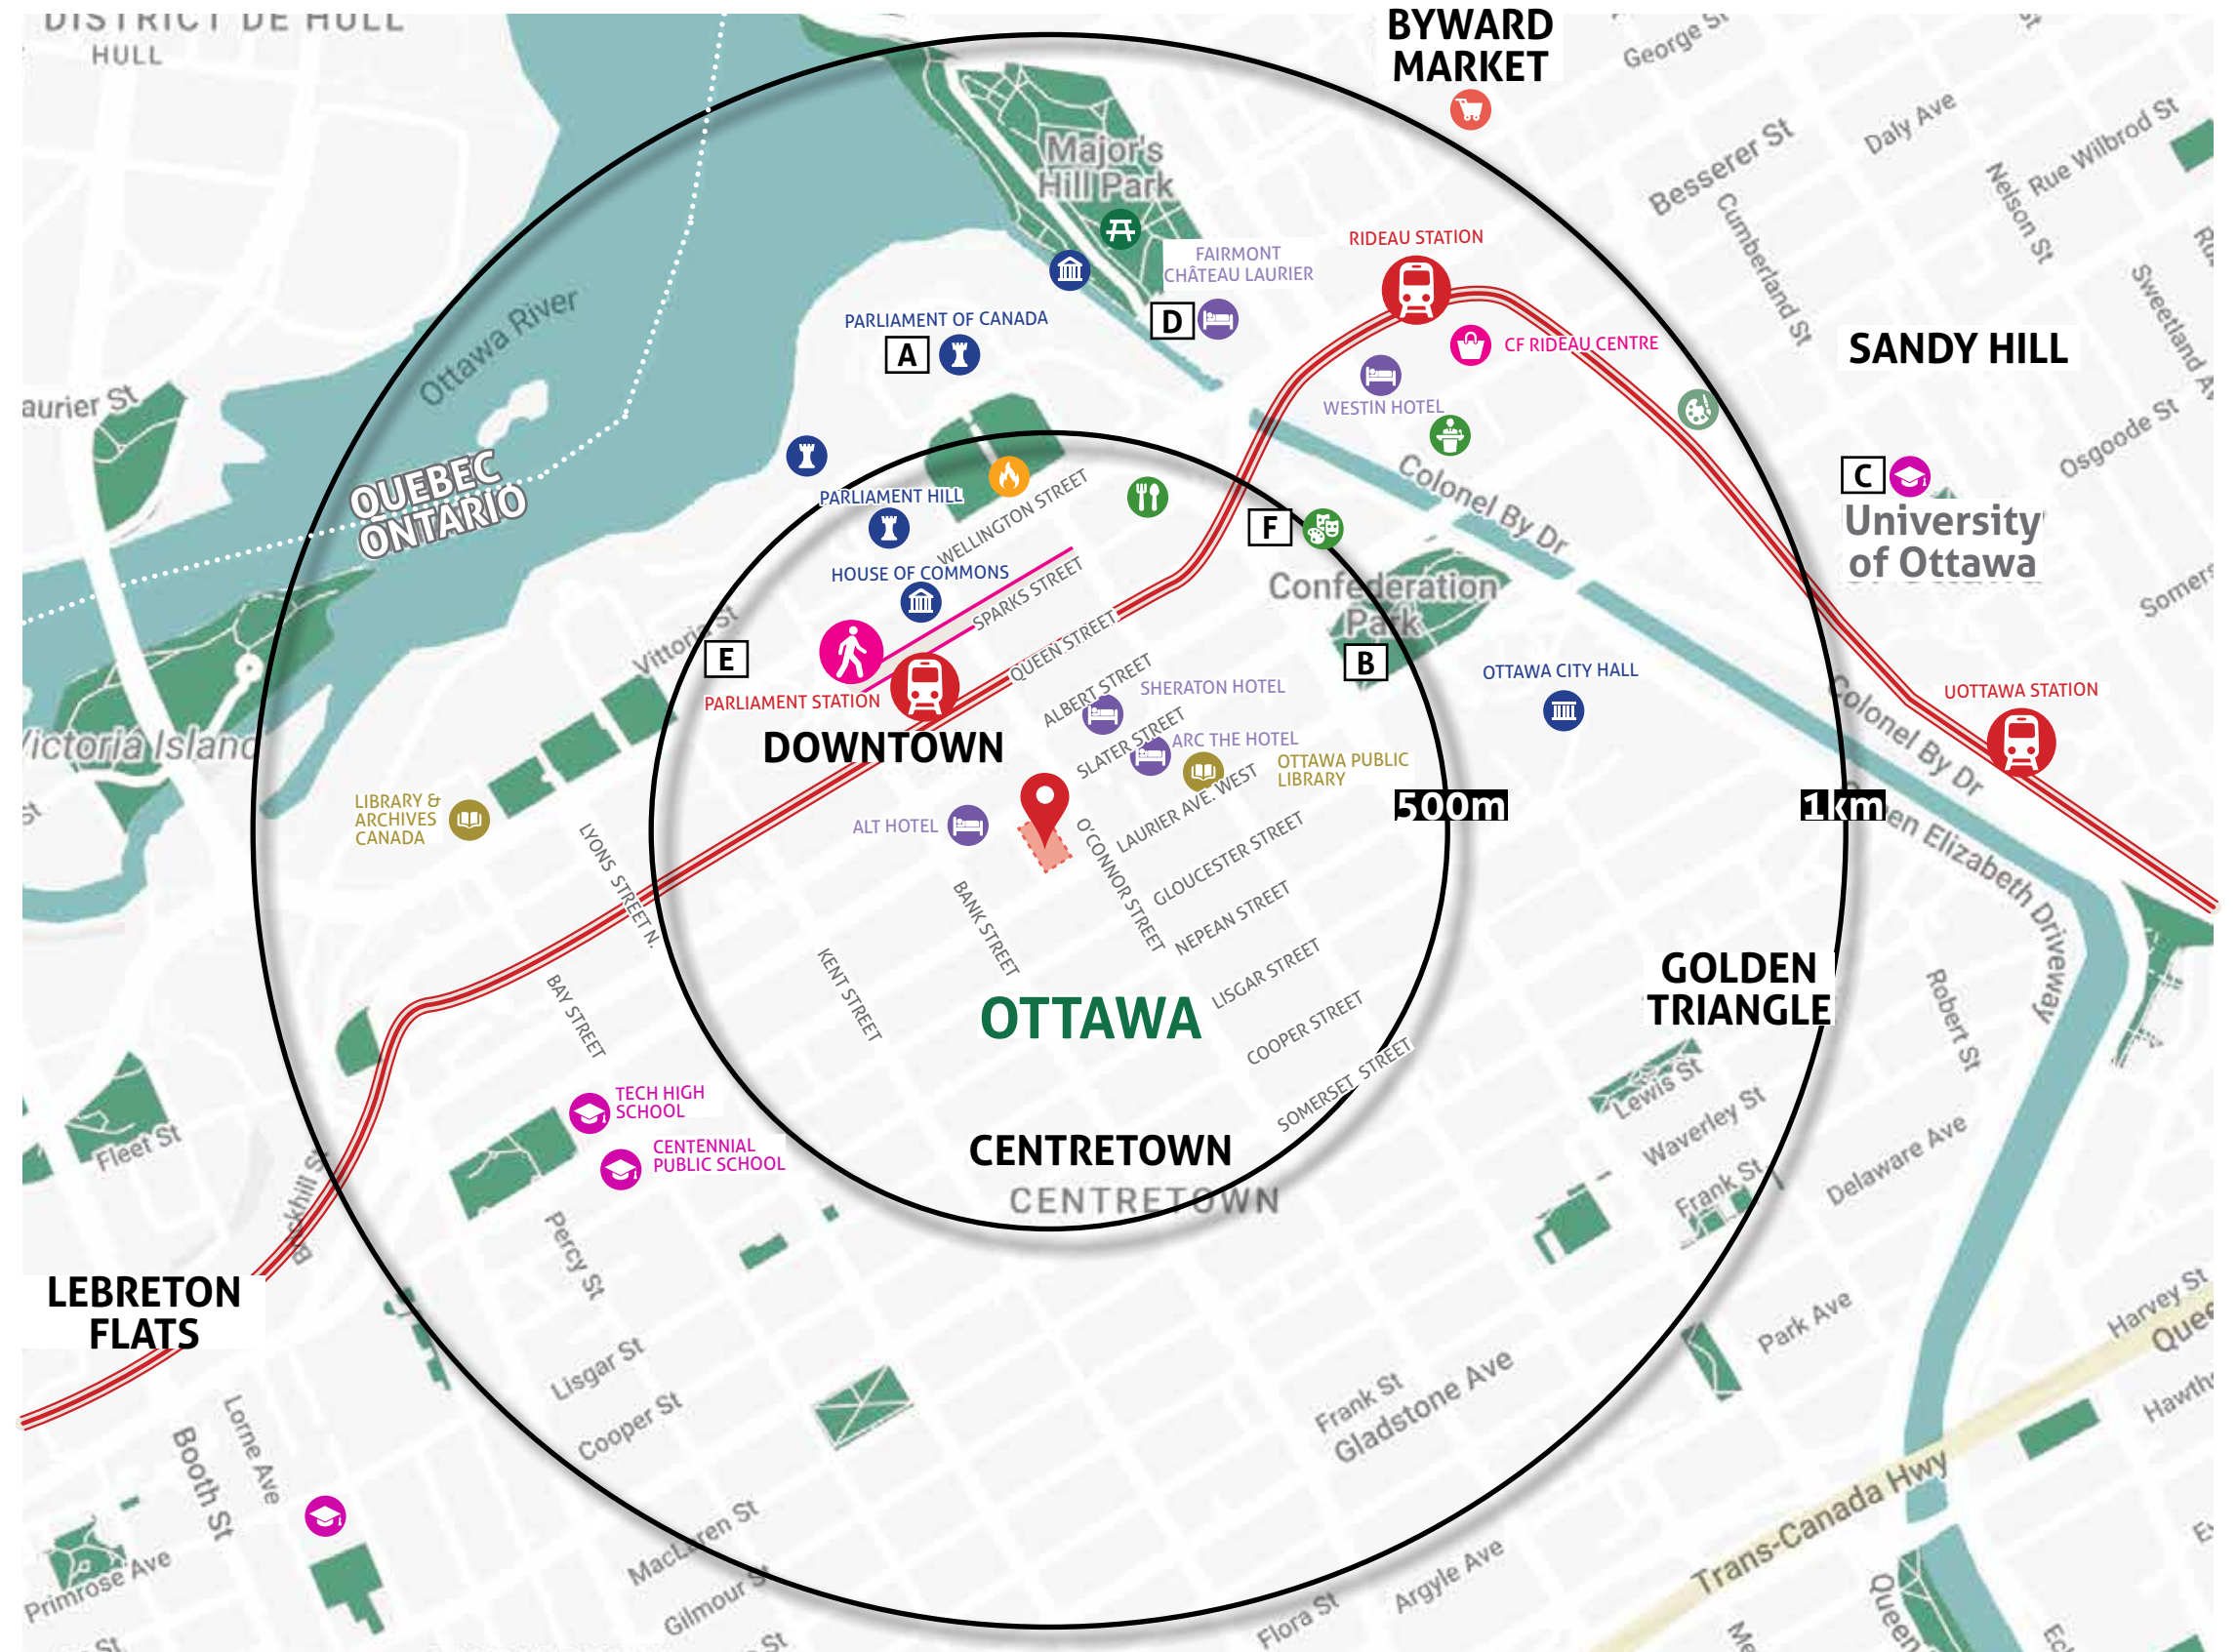 DISTRICT DE HULL
HULL
BYWARD
MARKET
George St
Daly Ave
Rue Wilbrod St
Besserer St
Nelson St
Cumberland St
Major's
Hill Park
FAIRMONT
CHÂTEAU LAURIER
D
RIDEAU STATION
CF RIDEAU CENTRE
WESTIN HOTEL
SANDY HILL
Osgoode St
C
University
of Ottawa
Ottawa River
PARLIAMENT OF CANADA
A
QUEBEC
ONTARIO
PARLIAMENT HILL
WELLINGTON STREET
HOUSE OF COMMONS
SPARKS STREET
QUEEN STREET
F
Colonel By Dr
Confederation
Park
B
Vittoria St
E
PARLIAMENT STATION
DOWNTOWN
ALBERT STREET
SHERATON HOTEL
SLATER STREET
ARC THE HOTEL
OTTAWA PUBLIC
LIBRARY
LAURIER AVE. WEST
OTTAWA CITY HALL
UOTTAWA STATION
Colonel By Dr
500m
1km
Elizabeth Driveway
LIBRARY &
ARCHIVES
CANADA
ALT HOTEL
LYONS STREET N.
BAY STREET
KENT STREET
BANK STREET
O'CONNOR STREET
GLOUCESTER STREET
NEPEAN STREET
LISGAR STREET
COOPER STREET
SOMERSET STREET
OTTAWA
CENTRETOWN
CENTRETOWN
GOLDEN
TRIANGLE
Robert St
Lewis St
Waverley St
Frank St
Delaware Ave
Park Ave
Harvey St
TECH HIGH
SCHOOL
CENTENNIAL
PUBLIC SCHOOL
Fleet St
Percy St
LEBRETON
FLATS
Lisgar St
Cooper St
Lorne Ave
Booth St
Primrose Ave
MacLaren St
Gilmour St
Frank St
Gladstone Ave
Argyle Ave
Flora St
Trans-Canada Hwy